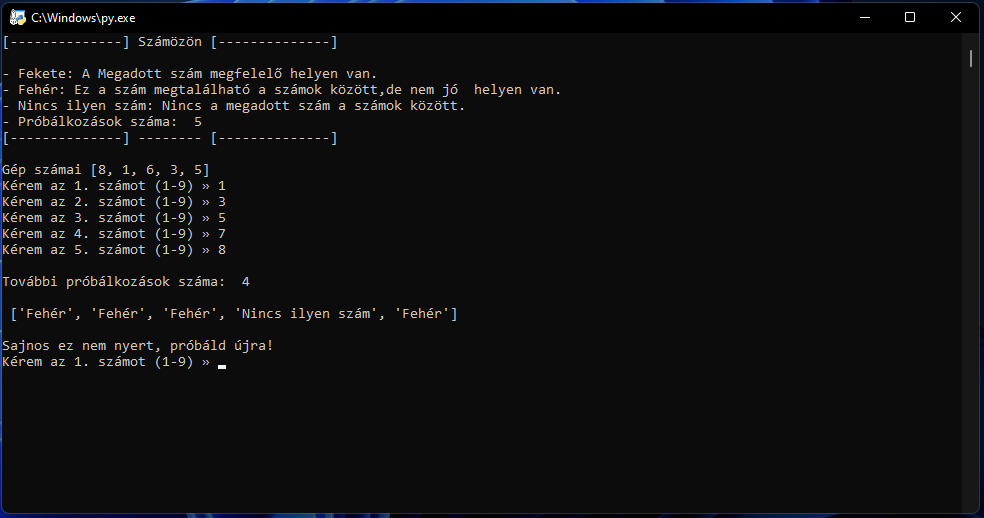 C:\Windows\py.exe
[--------------] Számözön [--------------]
- Fekete: A Megadott szám megfelelő helyen van.
- Fehér: Ez a szám megtalálható a számok között,de nem jó  helyen van.
- Nincs ilyen szám: Nincs a megadott szám a számok között.
- Próbálkozások száma:  5
[--------------] -------- [--------------]
Gép számai [8, 1, 6, 3, 5]
Kérem az 1. számot (1-9) » 1
Kérem az 2. számot (1-9) » 3
Kérem az 3. számot (1-9) » 5
Kérem az 4. számot (1-9) » 7
Kérem az 5. számot (1-9) » 8
További próbálkozások száma:  4
['Fehér', 'Fehér', 'Fehér', 'Nincs ilyen szám', 'Fehér']
Sajnos ez nem nyert, próbáld újra!
Kérem az 1. számot (1-9) »